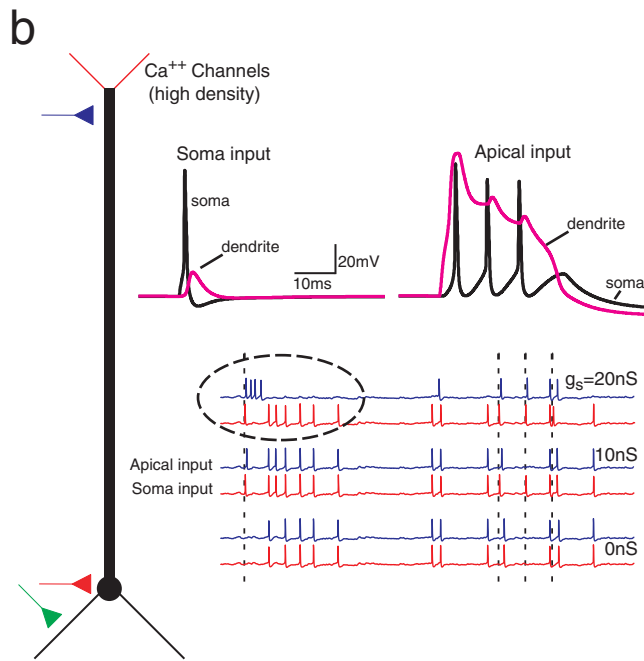 b
Ca++ Channels
(high density)
Soma input
Apical input
soma
dendrite
dendrite
20mV
10ms
soma
gs=20nS
10nS
Apical input
Soma input
0nS